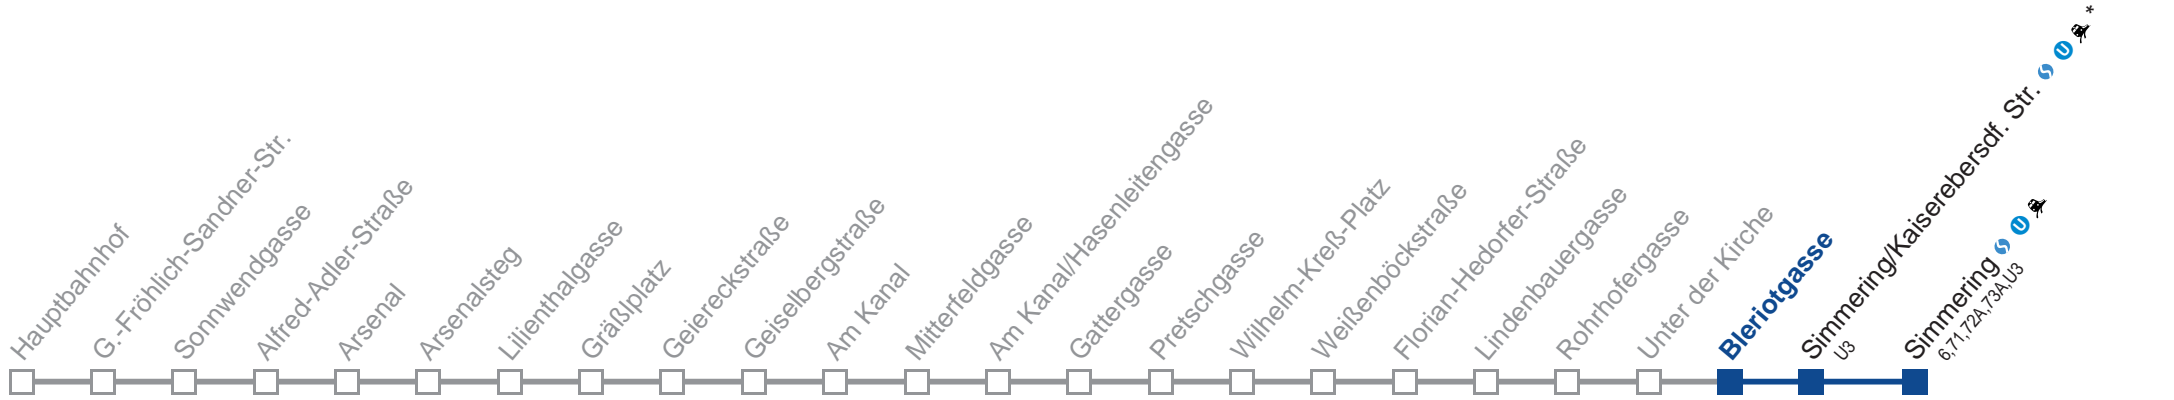 Hauptbahnhof
G.-Fröhlich-Sandner-Str.
Sonnwendgasse
Alfred-Adler-Straße
Arsenal
Arsenalsteg
Lilienthalgasse
Gräßlplatz
Geiereckstraße
Geiselbergstraße
Am Kanal
Mitterfeldgasse
Am Kanal/Hasenleitengasse
Gattergasse
Pretschgasse
Wilhelm-Kreß-Platz
Weißenböckstraße
Florian-Hedorfer-Straße
Lindenbauergasse
Rohrhofergasse
Unter der Kirche
Bleriotgasse
Simmering/Kaiserebersdf. Str. S U *
U3
Simmering S U
6,71,72A,73A,U3